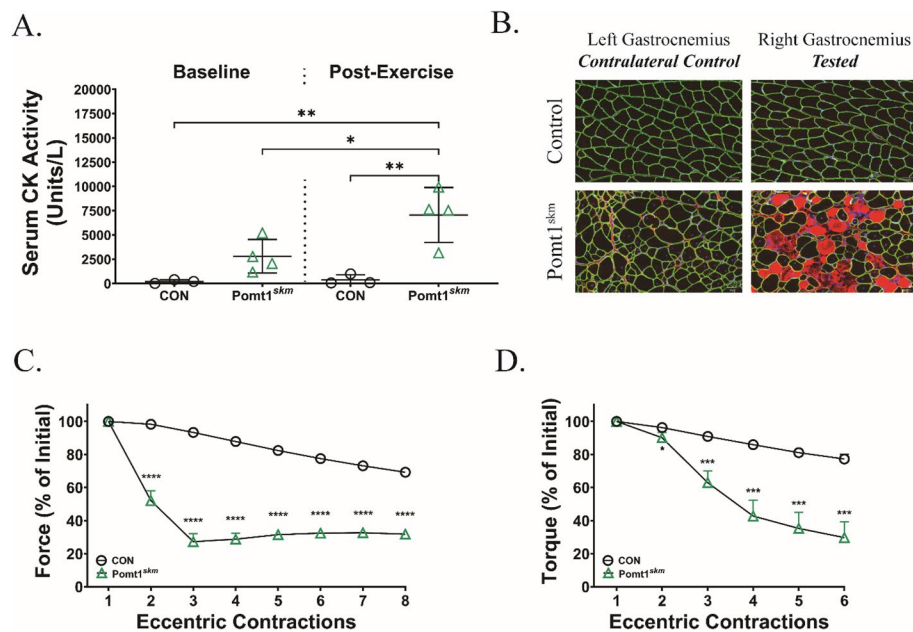 A.
Baseline
Post-Exercise
Serum CK Activity
(Units/L)
20000
17500
15000
12500
10000
7500
5000
2500
0
**
*
**
CON
Pomt1skm
CON
Pomt1skm
B.
Left Gastrocnemius
Contralateral Control
Right Gastrocnemius
Tested
Control
Pomt1skm
C.
Force (% of Initial)
100
80
60
40
20
0
****
****
****
****
****
****
****
CON
Pomt1skm
1 2 3 4 5 6 7 8
Eccentric Contractions
D.
Torque (% of Initial)
100
80
60
40
20
0
*
***
***
***
***
CON
Pomt1skm
1 2 3 4 5 6
Eccentric Contractions